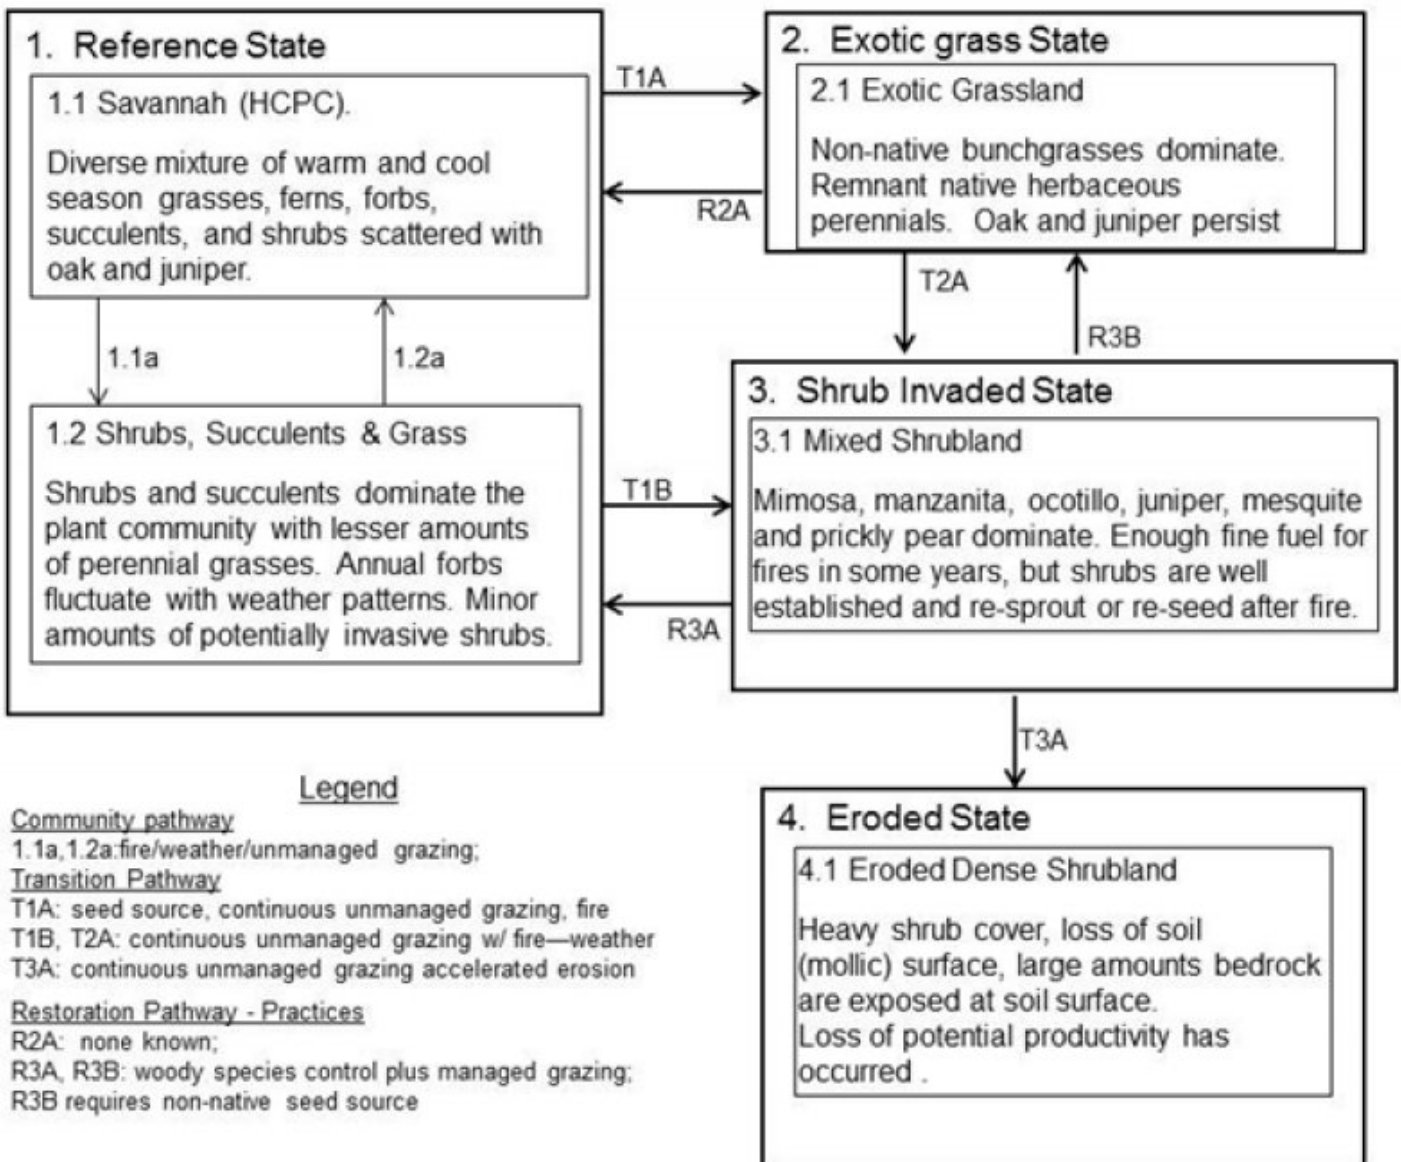 1. Reference State
1.1 Savannah (HCPC).
Diverse mixture of warm and cool
season grasses, ferns, forbs,
succulents, and shrubs scattered with
oak and juniper.
1.1a
1.2a
1.2 Shrubs, Succulents & Grass
Shrubs and succulents dominate the
plant community with lesser amounts
of perennial grasses. Annual forbs
fluctuate with weather patterns. Minor
amounts of potentially invasive shrubs.
T1A
R2A
T1B
R3A
2. Exotic grass State
2.1 Exotic Grassland
Non-native bunchgrasses dominate.
Remnant native herbaceous
perennials. Oak and juniper persist
T2A
R3B
3. Shrub Invaded State
3.1 Mixed Shrubland
Mimosa, manzanita, ocotillo, juniper, mesquite
and prickly pear dominate. Enough fine fuel for
fires in some years, but shrubs are well
established and re-sprout or re-seed after fire.
T3A
4. Eroded State
4.1 Eroded Dense Shrubland
Heavy shrub cover, loss of soil
(mollic) surface, large amounts bedrock
are exposed at soil surface.
Loss of potential productivity has
occurred .
Legend
Community pathway
1.1a,1.2a:fire/weather/unmanaged grazing;
Transition Pathway
T1A: seed source, continuous unmanaged grazing, fire
T1B, T2A: continuous unmanaged grazing w/ fire—weather
T3A: continuous unmanaged grazing accelerated erosion
Restoration Pathway - Practices
R2A: none known;
R3A, R3B: woody species control plus managed grazing;
R3B requires non-native seed source